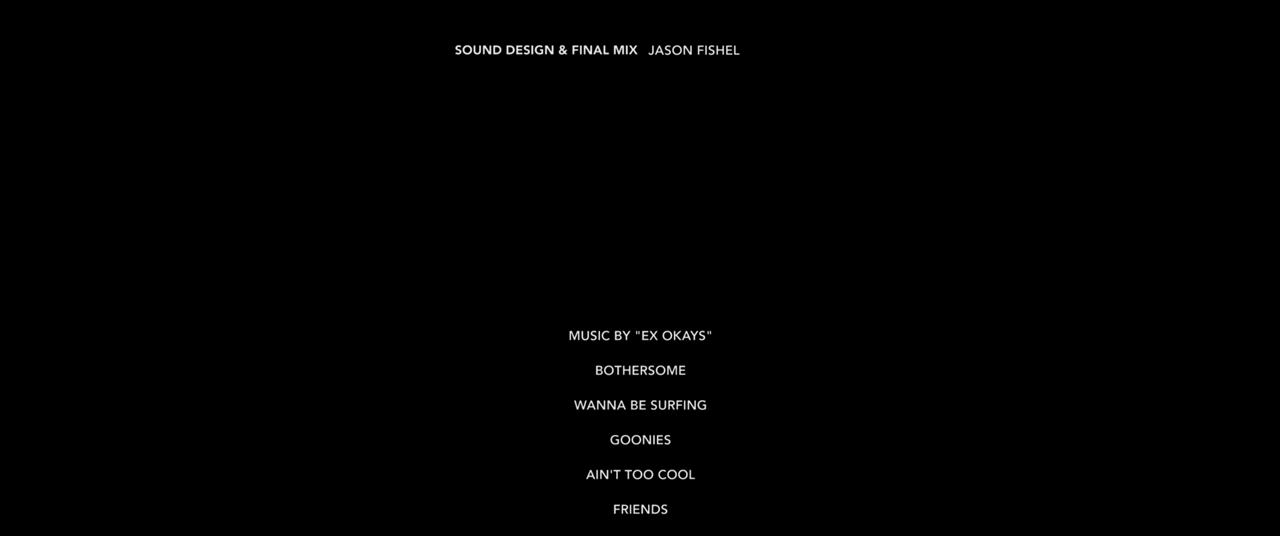 SOUND DESIGN & FINAL MIX JASON FISHEL
MUSIC BY "EX OKAYS"
BOTHERSOME
WANNA BE SURFING
GOONIES
AIN'T TOO COOL
FRIENDS